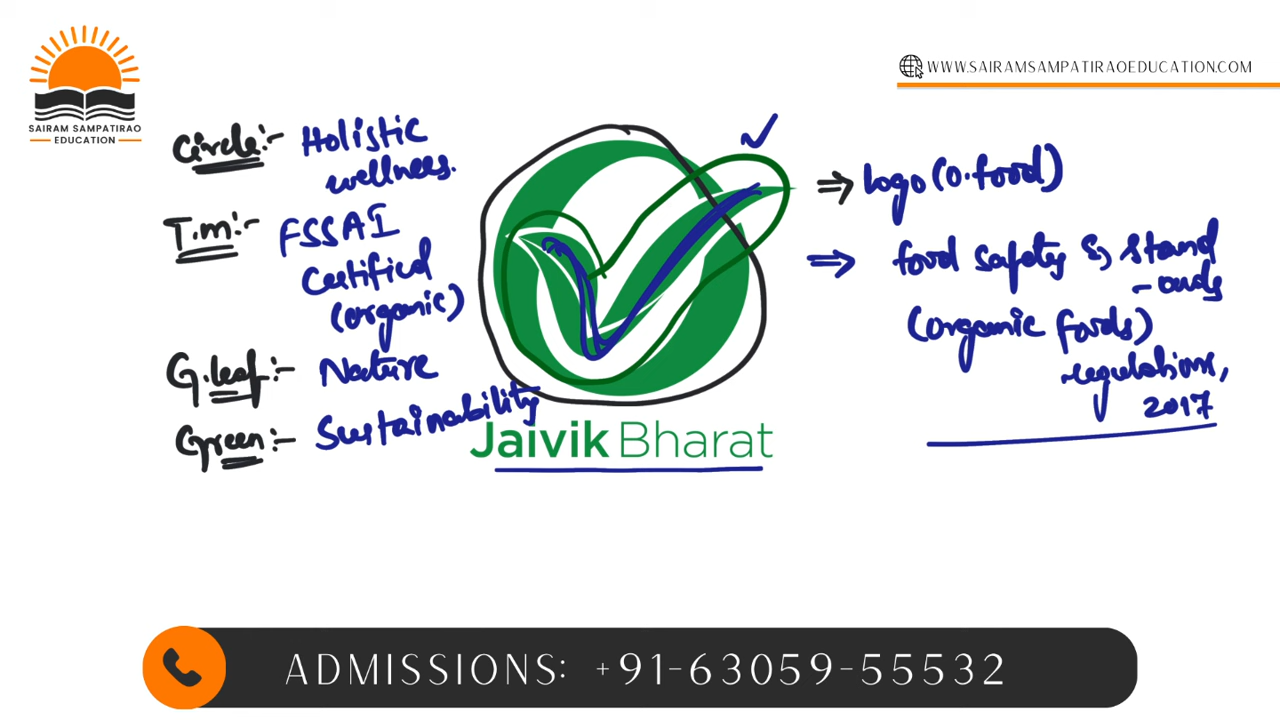 SAIRAM SAMPATIRAO
EDUCATION
WWW.SAIRAMSAMPATIRAOEDUCATION.COM
Circle:- Holistic
wellness.
T.m:- FSSAI
Certified
(organic)
G.leaf:- Nature
Green:- Sustainability
Jaivik Bharat
⇒ logo (o.food)
⇒ food safety & stand
-ards
(organic foods)
regulations,
2017
ADMISSIONS: +91-63059-55532